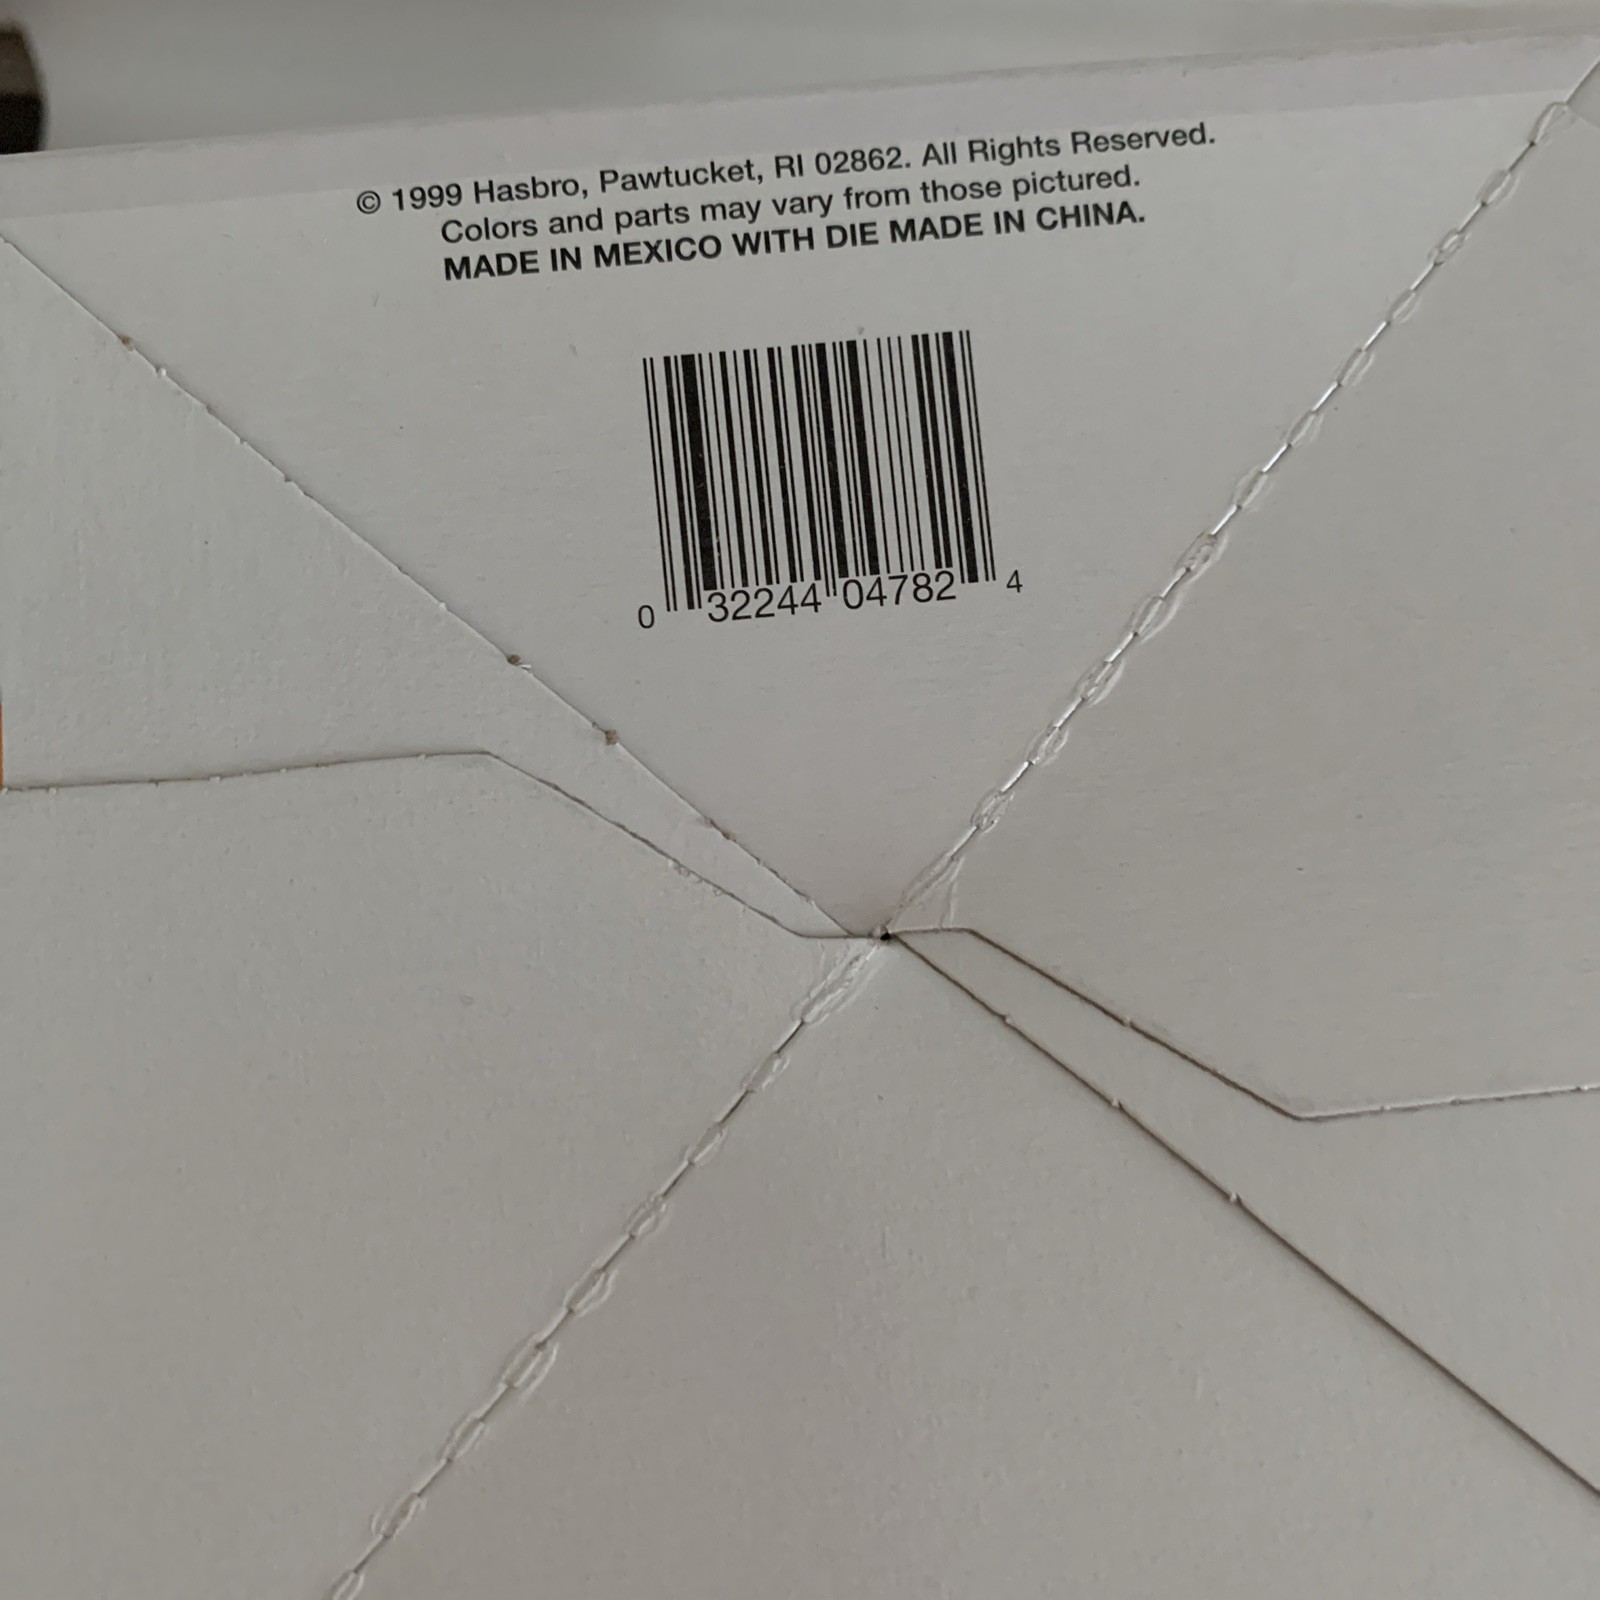 © 1999 Hasbro, Pawtucket, RI 02862. All Rights Reserved.
Colors and parts may vary from those pictured.
MADE IN MEXICO WITH DIE MADE IN CHINA.
0 32244 04782 4